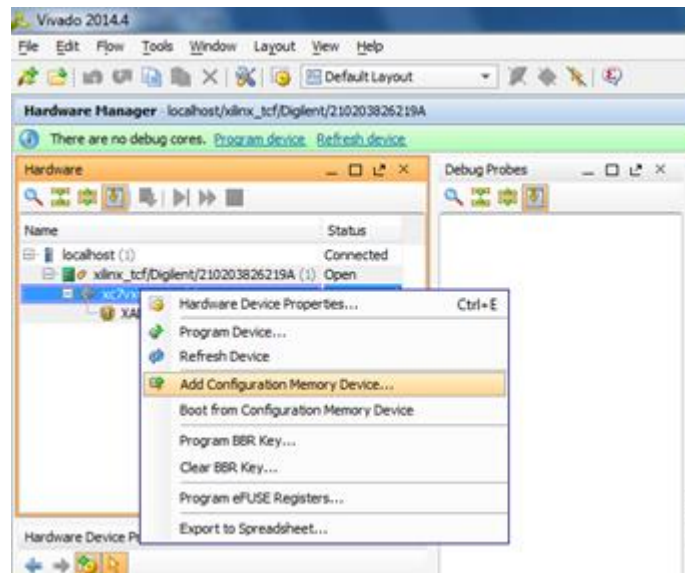 Vivado 2014.4
File Edit Flow Tools Window Layout View Help
Default Layout
Hardware Manager localhost/xilinx_tcf/Digilent/210203826219A
There are no debug cores. Program device Refresh device
Hardware
Debug Probes
Name Status
localhost (1) Connected
xilinx_tcf/Digilent/210203826219A (1) Open
Hardware Device Properties... Ctrl+E
Program Device...
Refresh Device
Add Configuration Memory Device...
Boot from Configuration Memory Device
Program BBR Key...
Clear BBR Key...
Program eFUSE Registers...
Export to Spreadsheet...
Hardware Device